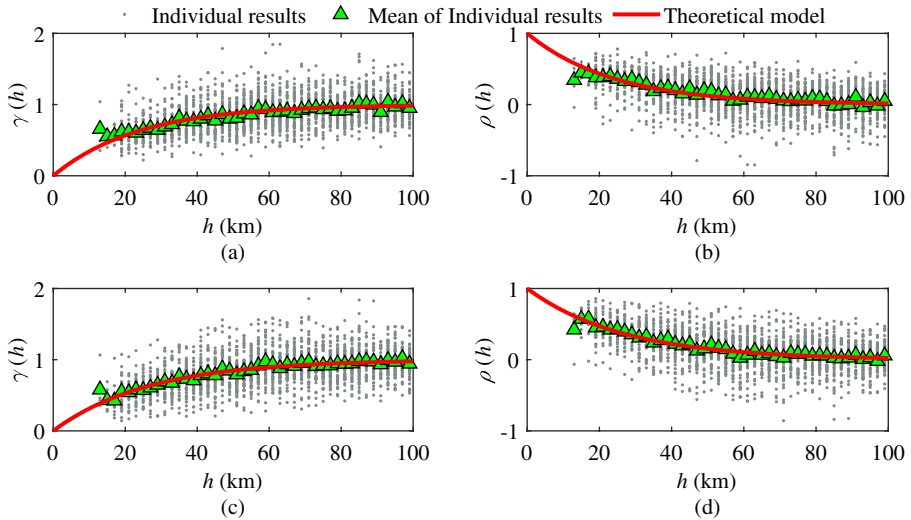 Individual results Mean of Individual results Theoretical model
2
1
0
γ (h)
0 20 40 60 80 100
h (km)
(a)
1
0
-1
ρ (h)
0 20 40 60 80 100
h (km)
(b)
2
1
0
γ (h)
0 20 40 60 80 100
h (km)
(c)
1
0
-1
ρ (h)
0 20 40 60 80 100
h (km)
(d)